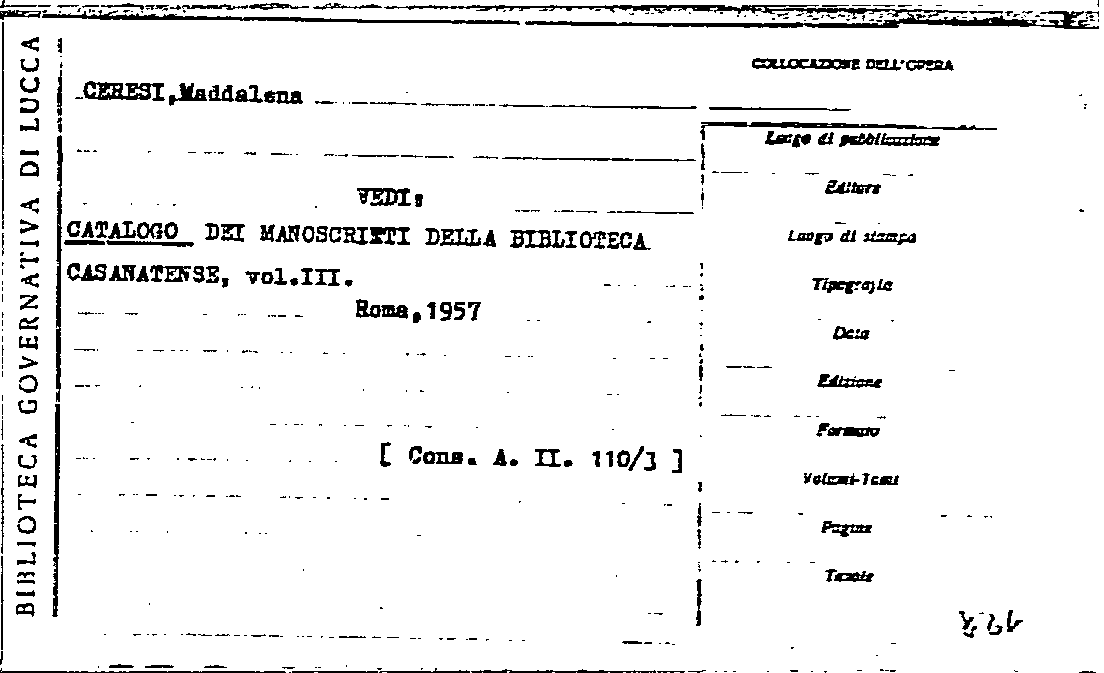 BIBLIOTECA GOVERNATIVA DI LUCCA
COLLOCAZIONE DELL'OPERA
CERESI, Maddalena
VEDI:
CATALOGO DEI MANOSCRITTI DELLA BIBLIOTECA
CASANATENSE, vol.III.
Roma, 1957
[ Cons. A. II. 110/3 ]
Luogo di pubblicazione
Editore
Luogo di stampa
Tipografia
Data
Edizione
Formato
Volumi-Tomi
Pagine
Tavole